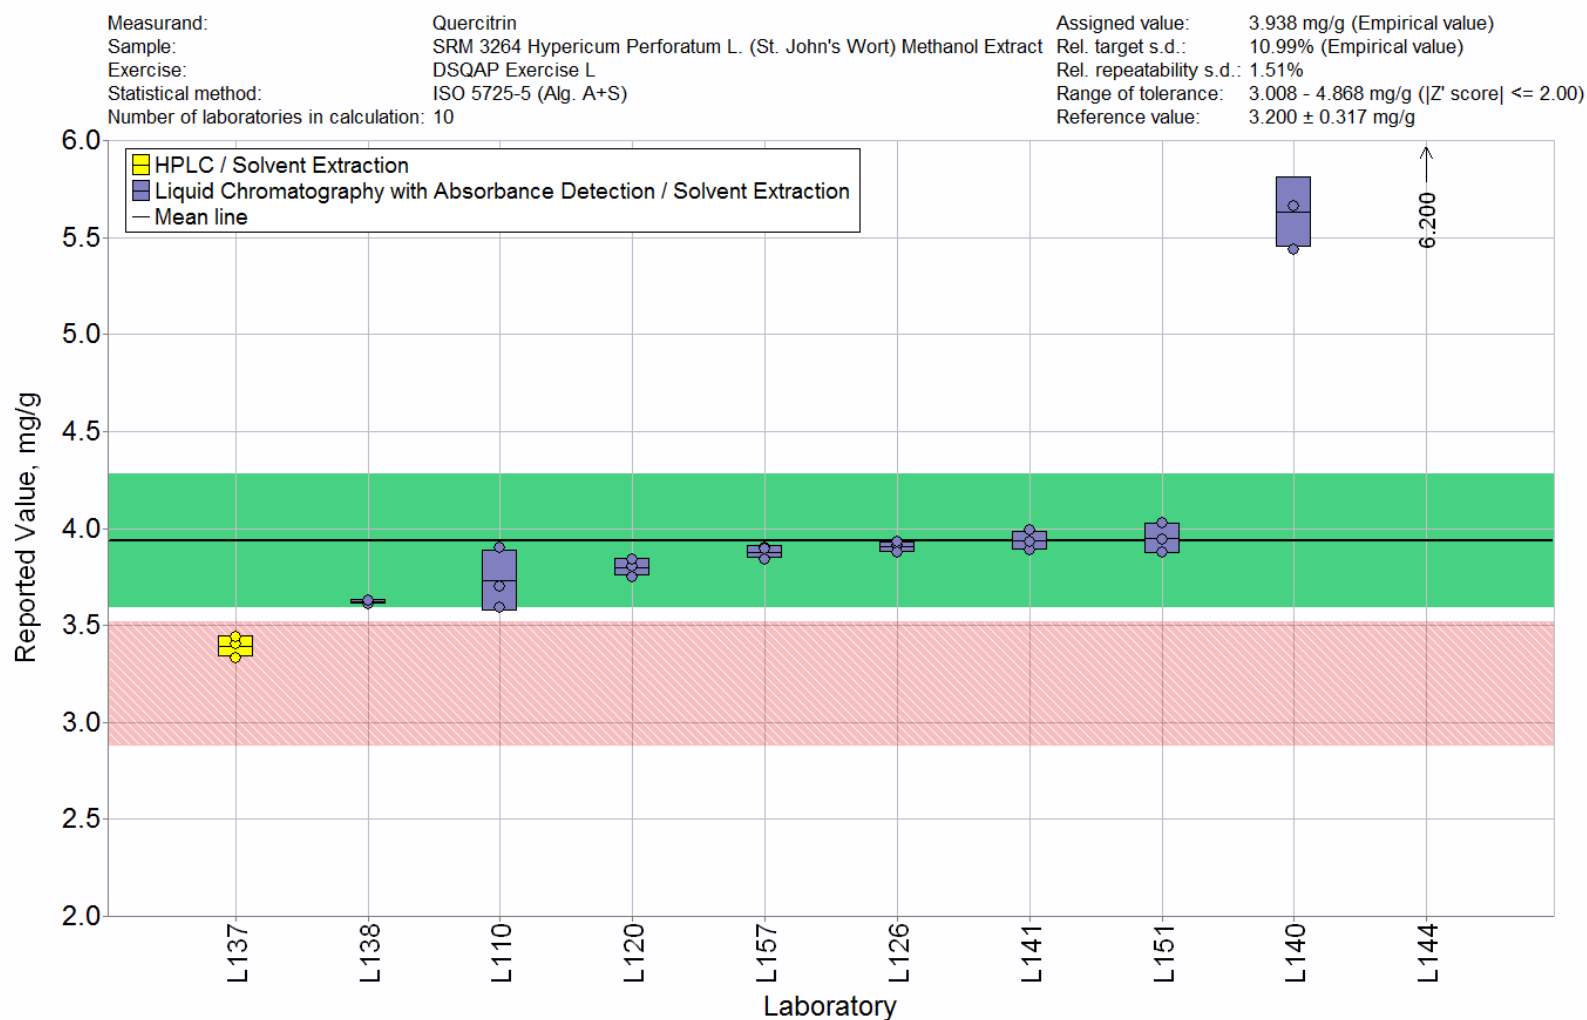 Measurand: Quercitrin Assigned value: 3.938 mg/g (Empirical value)
Sample: SRM 3264 Hypericum Perforatum L. (St. John's Wort) Methanol Extract Rel. target s.d.: 10.99% (Empirical value)
Exercise: DSQAP Exercise L Rel. repeatability s.d.: 1.51%
Statistical method: ISO 5725-5 (Alg. A+S) Range of tolerance: 3.008 - 4.868 mg/g (|Z' score| <= 2.00)
Number of laboratories in calculation: 10 Reference value: 3.200 ± 0.317 mg/g
HPLC / Solvent Extraction
Liquid Chromatography with Absorbance Detection / Solvent Extraction
Mean line
6.200
Reported Value, mg/g
6.0
5.5
5.0
4.5
4.0
3.5
3.0
2.5
2.0
L137 L138 L110 L120 L157 L126 L141 L151 L140 L144
Laboratory